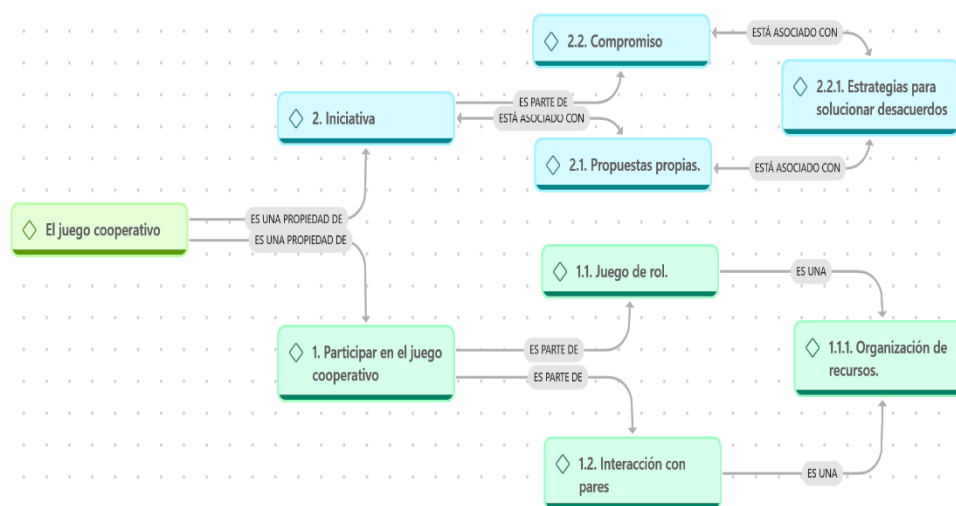 2.2. Compromiso
ESTÁ ASOCIADO CON
2.2.1. Estrategias para
solucionar desacuerdos
2. Iniciativa
ES PARTE DE
ESTÁ ASOCIADO CON
2.1. Propuestas propias.
ESTÁ ASOCIADO CON
El juego cooperativo
ES UNA PROPIEDAD DE
ES UNA PROPIEDAD DE
1.1. Juego de rol.
ES UNA
1. Participar en el juego
cooperativo
ES PARTE DE
ES PARTE DE
1.1.1. Organización de
recursos.
1.2. Interacción con
pares
ES UNA